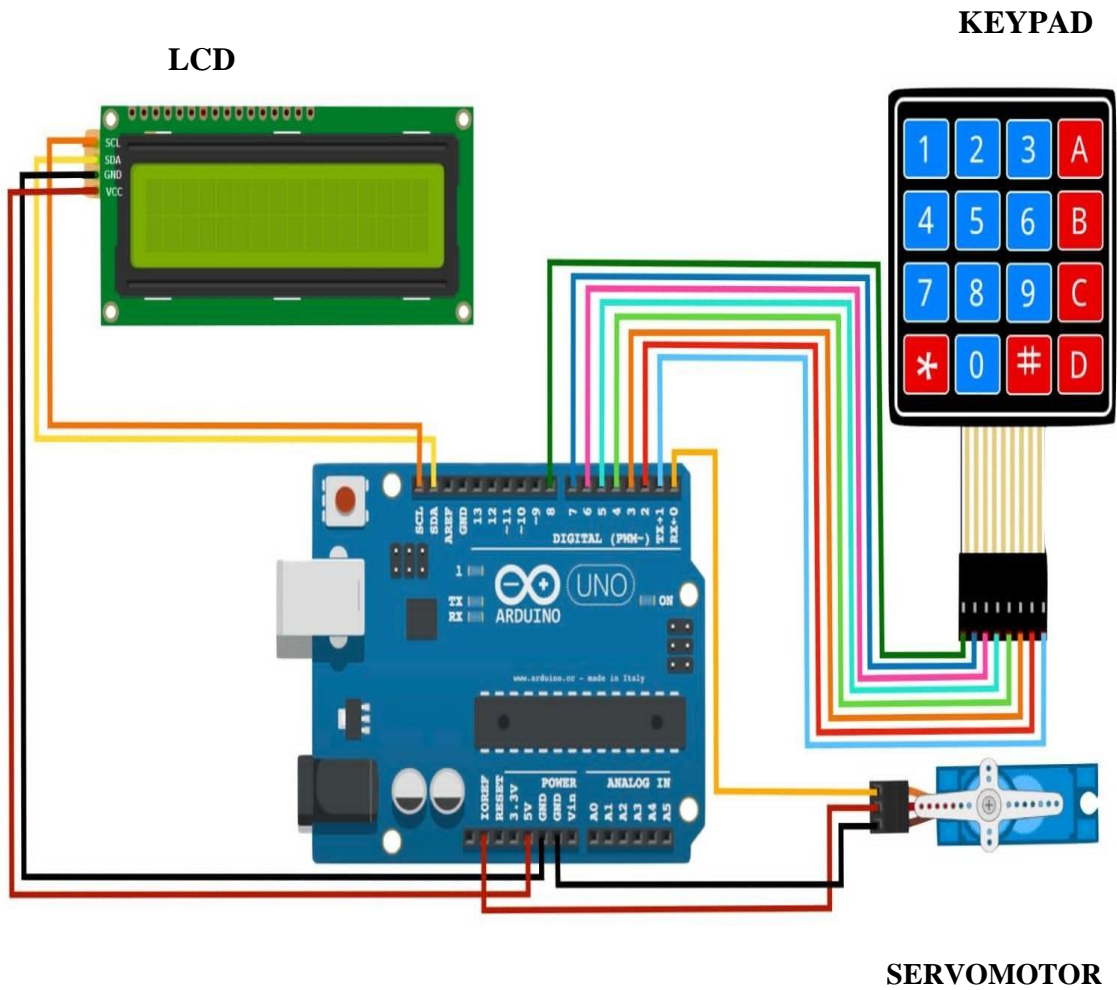 KEYPAD
LCD
SCL
SDA
GND
VCC
1 2 3 A
4 5 6 B
7 8 9 C
* 0 # D
SCL
SDA
AREF
GND
13
12
~11
~10
~9
8
7
6
5
4
3
2
TX→1
RX←0
DIGITAL (PWM~)
1
TX
RX
ARDUINO
UNO
ON
www.arduino.cc - made in Italy
POWER
ANALOG IN
IOREF
RESET
3.3V
5V
GND
GND
Vin
A0
A1
A2
A3
A4
A5
SERVOMOTOR